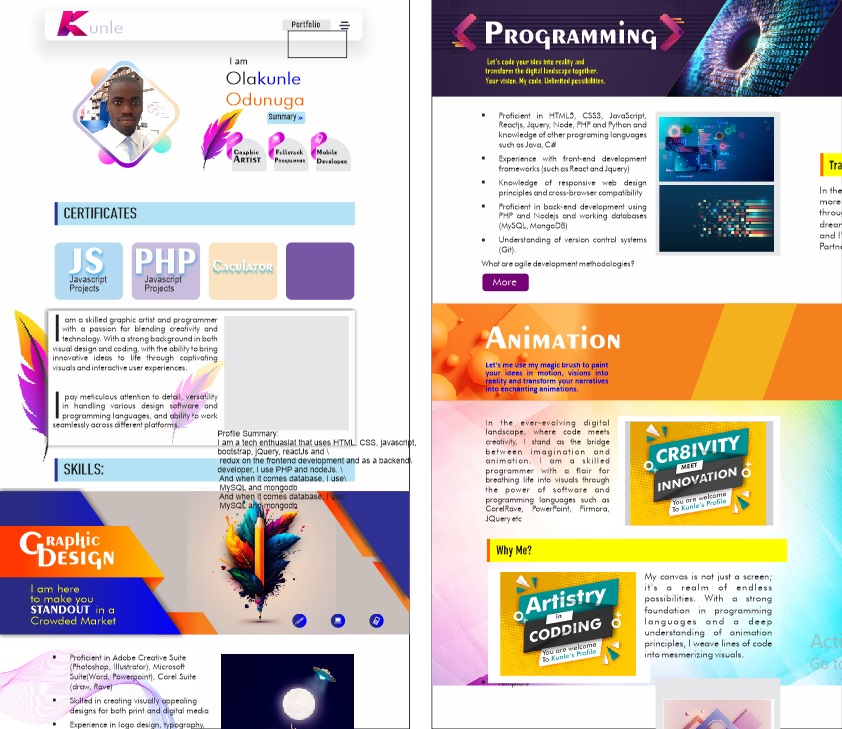 Kunle
Portfolio
I am
Olakunle
Odunuga
Summary »
Graphic
Artist
Fullstack
Programmer
Mobile
Developer
CERTIFICATES
JS
Javascript
Projects
PHP
Javascript
Projects
Caculator
I am a skilled graphic artist and programmer
with a passion for blending creativity and
technology. With a strong background in both
visual design and coding, with the ability to bring
innovative ideas to life through captivating
visuals and interactive user experiences.
I pay meticulous attention to detail, versatility
in handling various design software and
programming languages, and ability to work
seamlessly across different platforms.
Profile Summary:
I am a tech enthusiat that uses HTML, CSS, javascript,
bootstrap, jQuery, reactJs and \
redux on the frontend development and as a backend\
developer, I use PHP and nodeJs. \
And when it comes database, I use\
MySQL and mongodb
And when it comes database, I use\
MySQL and mongodb
SKILLS:
Graphic
Design
I am here
to make you
STANDOUT in a
Crowded Market
▪ Proficient in Adobe Creative Suite
(Photoshop, Illustrator), Microsoft
Suite(Word, Powerpoint), Corel Suite
(draw, Rave)
▪ Skilled in creating visually appealing
designs for both print and digital media
▪ Experience in logo design, typography,
Programming
Let's code your idea into reality and
transform the digital landscape together.
Your vision. My code. Unlimited possibilities.
▪ Proficient in HTML5, CSS3, JavaScript,
Reactjs, Jquery, Node, PHP and Python and
knowledge of other programing languages
such as Java, C#
▪ Experience with front-end development
frameworks (such as React and Jquery)
▪ Knowledge of responsive web design
principles and cross-browser compatibility
▪ Proficient in back-end development using
PHP and Nodejs and working databases
(MySQL, MangoDB)
▪ Understanding of version control systems
(Git).
What are agile development methodologies?
More
Tra
In the
more
throu
drean
and I'
Partne
Animation
Let's me use my magic brush to paint
your ideas in motion, visions into
reality and transform your narratives
into enchanting animations.
In the ever-evolving digital
landscape, where code meets
creativity, I stand as the bridge
between imagination and
animation. I am a skilled
programmer with a flair for
breathing life into visuals through
the power of software and
programming languages such as
CorelRave, PowerPoint, Firmora,
JQuery etc
CR8IVITY
MEET
INNOVATION
You are welcome
To Kunle's Profile
Why Me?
Artistry
in
CODDING
You are welcome
To Kunle's Profile
My canvas is not just a screen;
it's a realm of endless
possibilities. With a strong
foundation in programming
languages and a deep
understanding of animation
principles, I weave lines of code
into mesmerizing visuals.
Acti
Go to